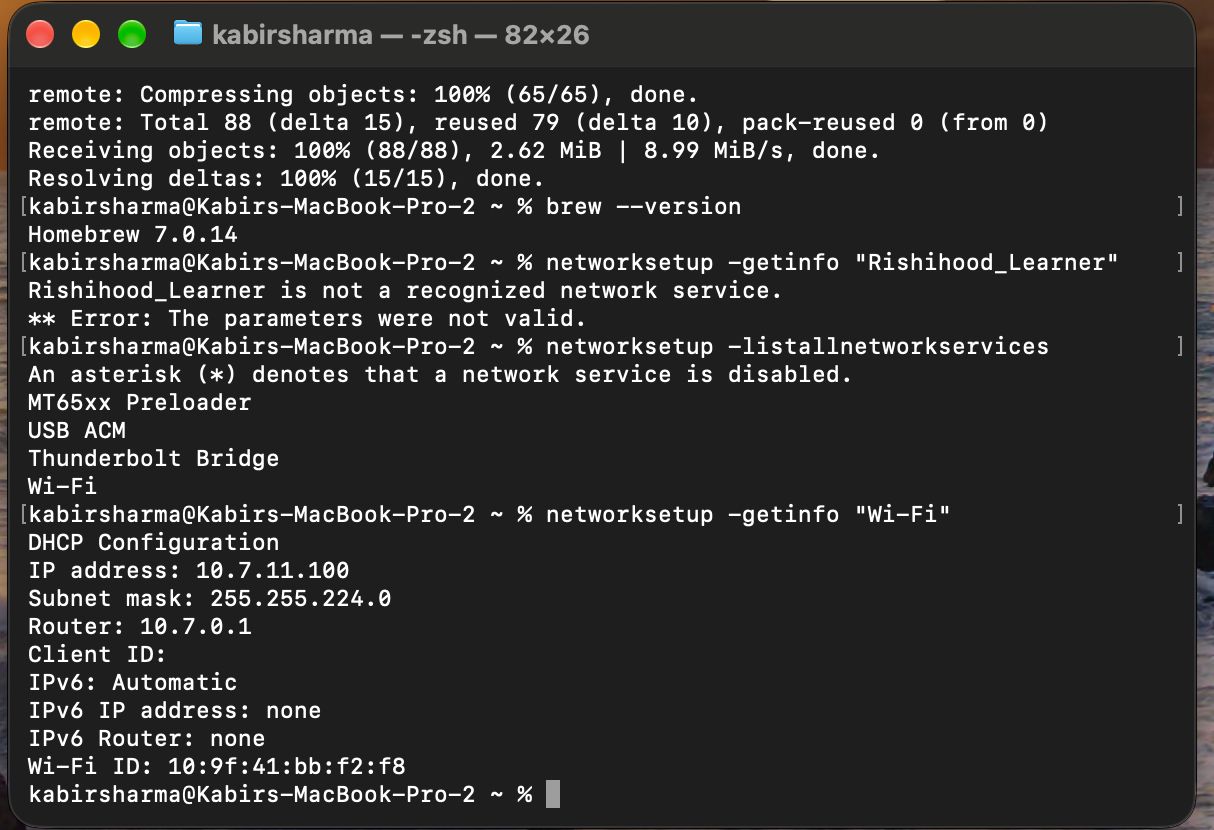 kabirsharma — -zsh — 82×26
remote: Compressing objects: 100% (65/65), done.
remote: Total 88 (delta 15), reused 79 (delta 10), pack-reused 0 (from 0)
Receiving objects: 100% (88/88), 2.62 MiB | 8.99 MiB/s, done.
Resolving deltas: 100% (15/15), done.
[kabirsharma@Kabirs-MacBook-Pro-2 ~ % brew --version ]
Homebrew 7.0.14
[kabirsharma@Kabirs-MacBook-Pro-2 ~ % networksetup -getinfo "Rishihood_Learner" ]
Rishihood_Learner is not a recognized network service.
** Error: The parameters were not valid.
[kabirsharma@Kabirs-MacBook-Pro-2 ~ % networksetup -listallnetworkservices ]
An asterisk (*) denotes that a network service is disabled.
MT65xx Preloader
USB ACM
Thunderbolt Bridge
Wi-Fi
[kabirsharma@Kabirs-MacBook-Pro-2 ~ % networksetup -getinfo "Wi-Fi" ]
DHCP Configuration
IP address: 10.7.11.100
Subnet mask: 255.255.224.0
Router: 10.7.0.1
Client ID:
IPv6: Automatic
IPv6 IP address: none
IPv6 Router: none
Wi-Fi ID: 10:9f:41:bb:f2:f8
kabirsharma@Kabirs-MacBook-Pro-2 ~ %